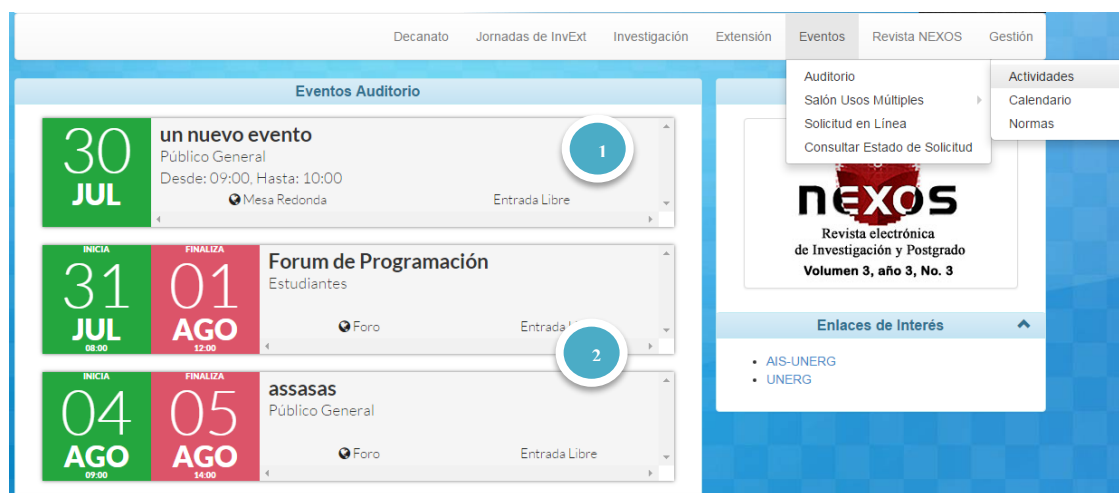 Decanato Jornadas de InvExt Investigación Extensión Eventos Revista NEXOS Gestión
Auditorio
Salón Usos Múltiples
Solicitud en Línea
Consultar Estado de Solicitud
Actividades
Calendario
Normas
Eventos Auditorio
30
JUL
un nuevo evento
Público General
Desde: 09:00, Hasta: 10:00
Mesa Redonda Entrada Libre
1
INICIA
31
JUL
08:00
FINALIZA
01
AGO
12:00
Forum de Programación
Estudiantes
Foro Entrada
2
INICIA
04
AGO
09:00
FINALIZA
05
AGO
14:00
assasas
Público General
Foro Entrada Libre
nexos
Revista electrónica
de Investigación y Postgrado
Volumen 3, año 3, No. 3
Enlaces de Interés
AIS-UNERG
UNERG